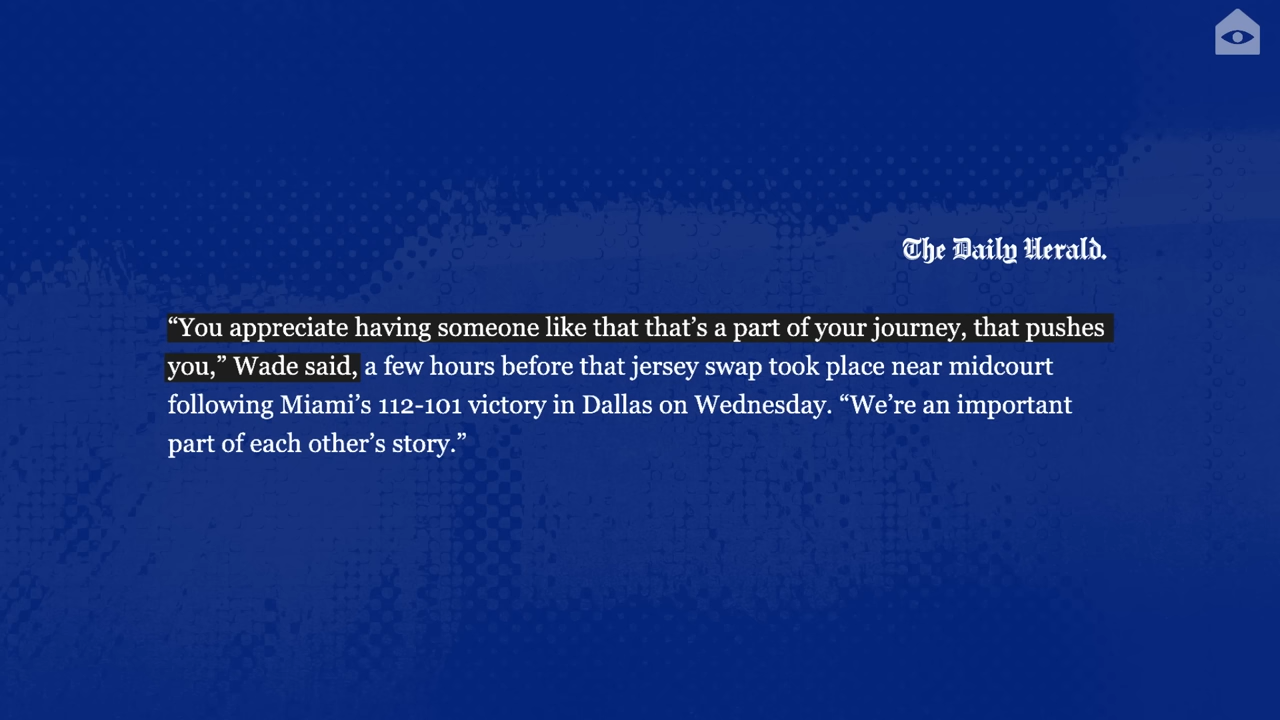 The Daily Herald.
“You appreciate having someone like that that’s a part of your journey, that pushes
you,” Wade said, a few hours before that jersey swap took place near midcourt
following Miami’s 112-101 victory in Dallas on Wednesday. “We’re an important
part of each other’s story.”